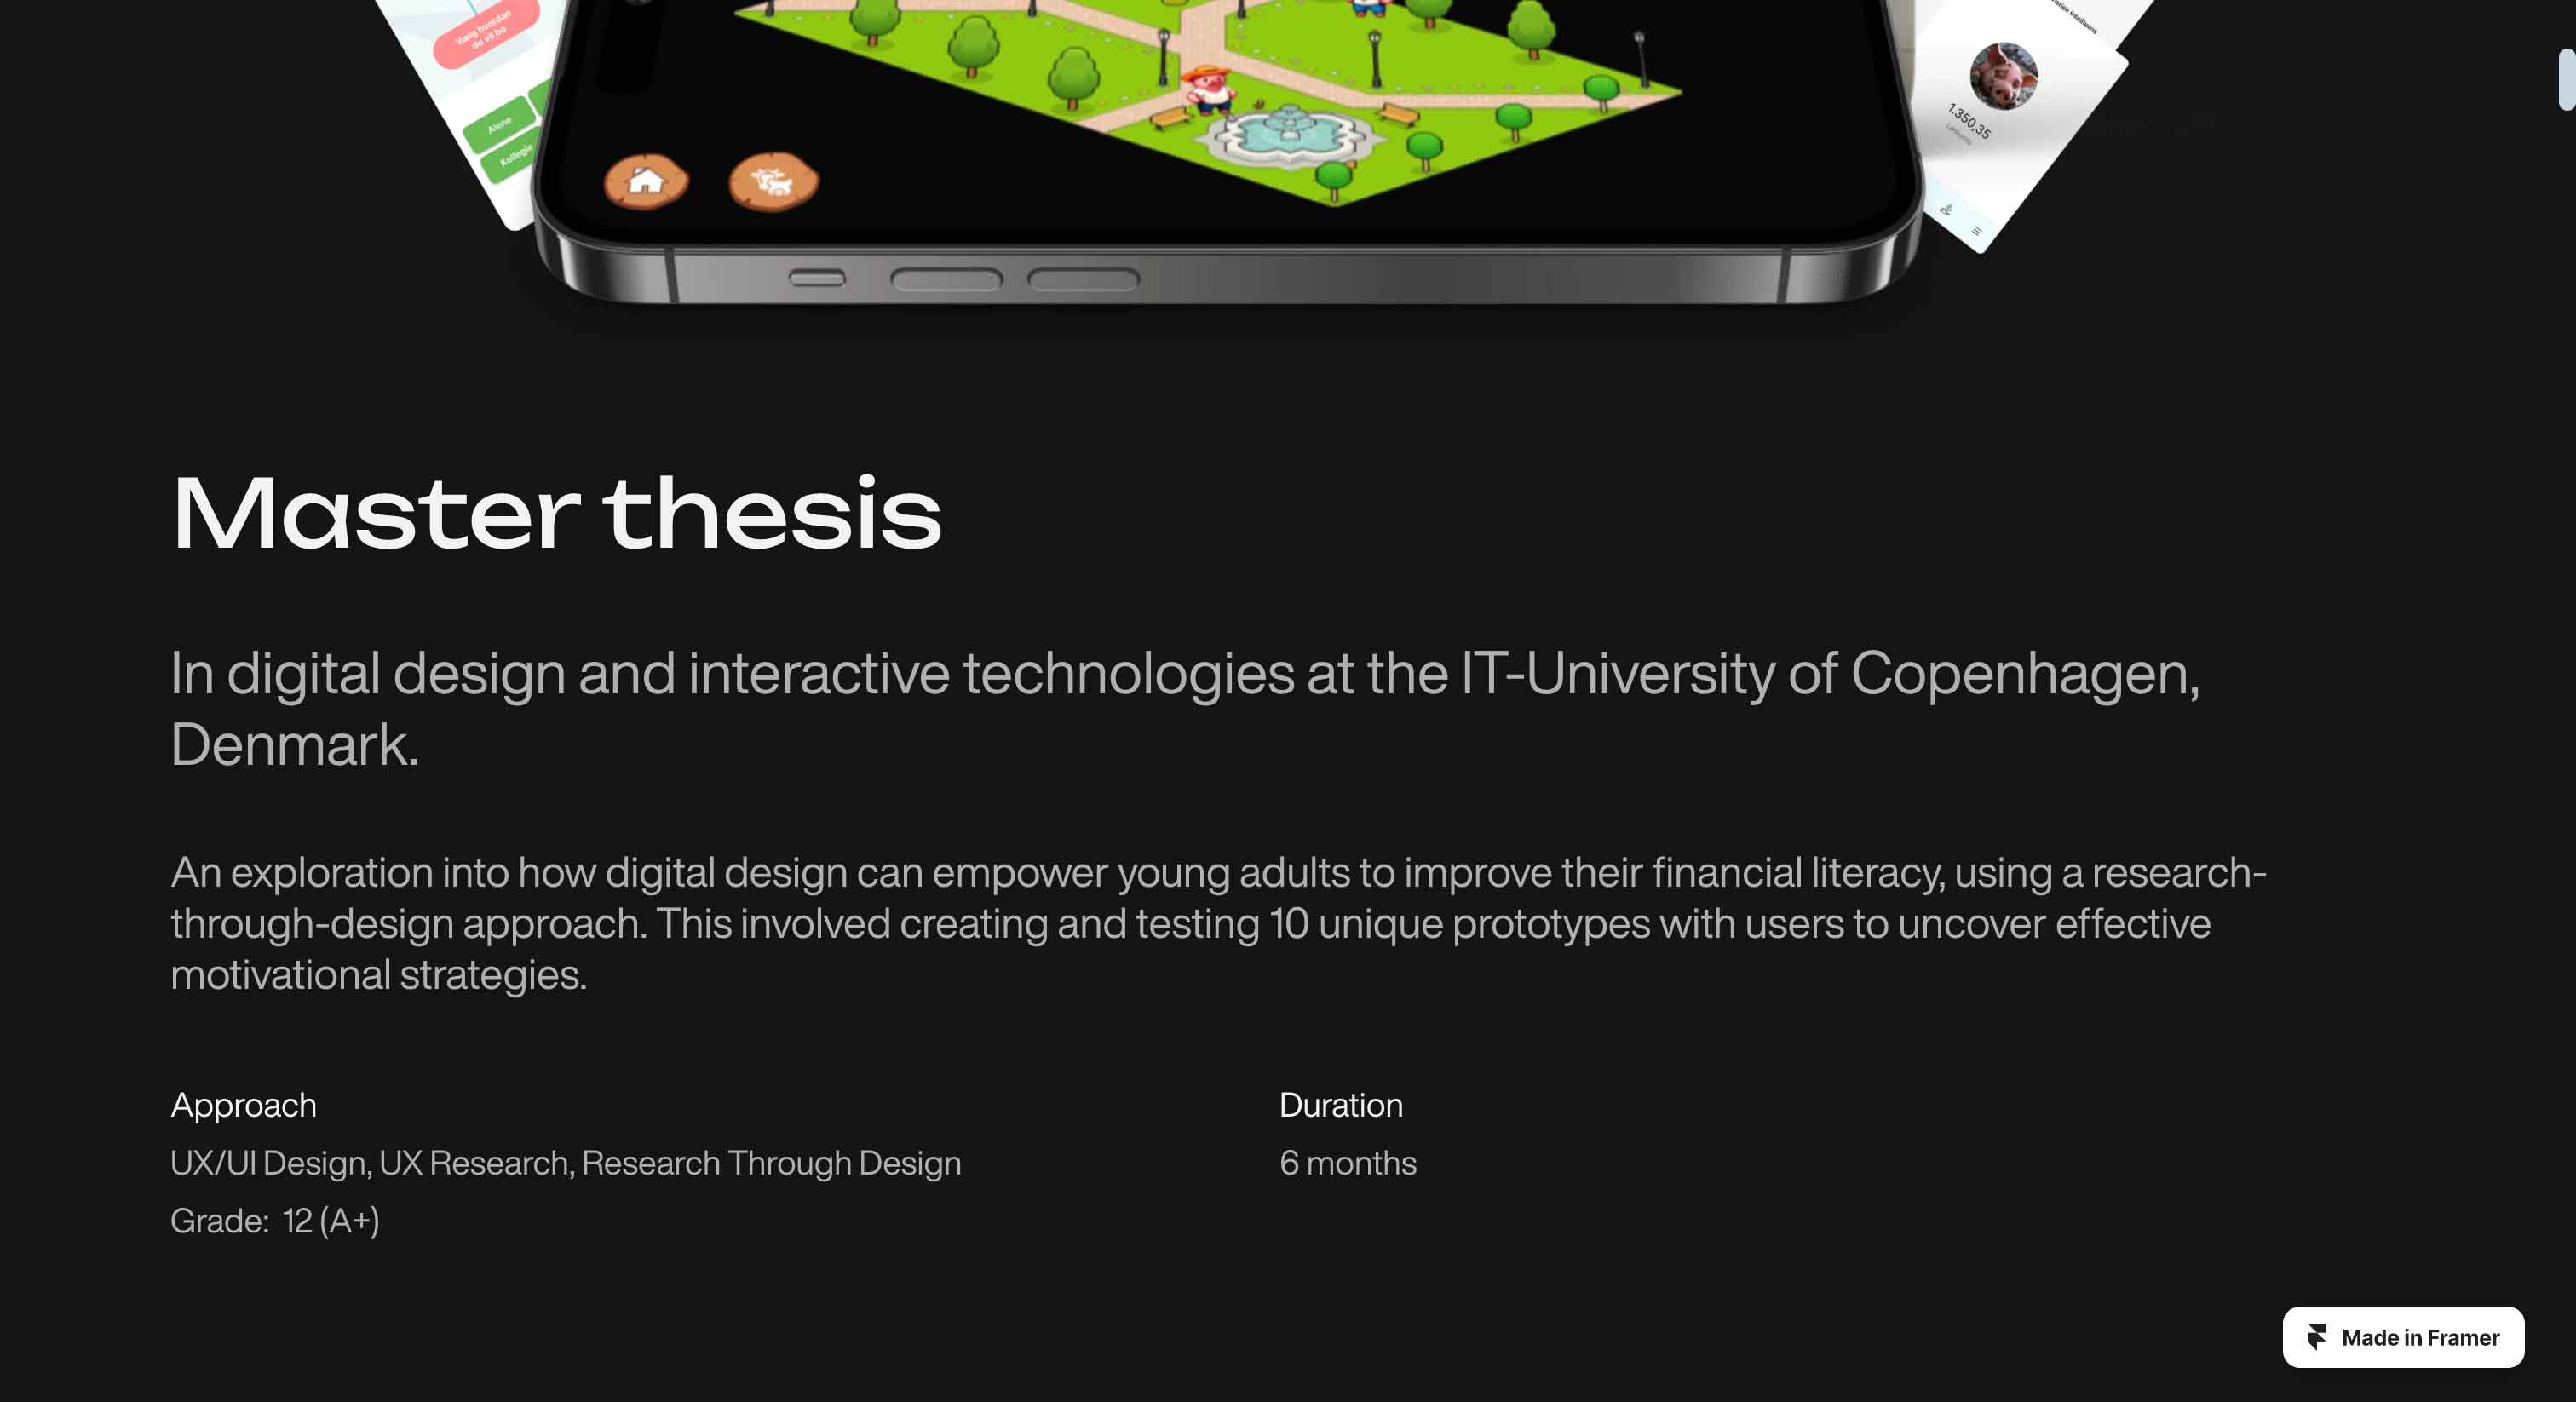 Vælg hvordan
du vil bo
Alene
Kollegie
1.350,35
Master thesis
In digital design and interactive technologies at the IT-University of Copenhagen,
Denmark.
An exploration into how digital design can empower young adults to improve their financial literacy, using a research-
through-design approach. This involved creating and testing 10 unique prototypes with users to uncover effective
motivational strategies.
Approach
UX/UI Design, UX Research, Research Through Design
Grade:  12 (A+)
Duration
6 months
Made in Framer